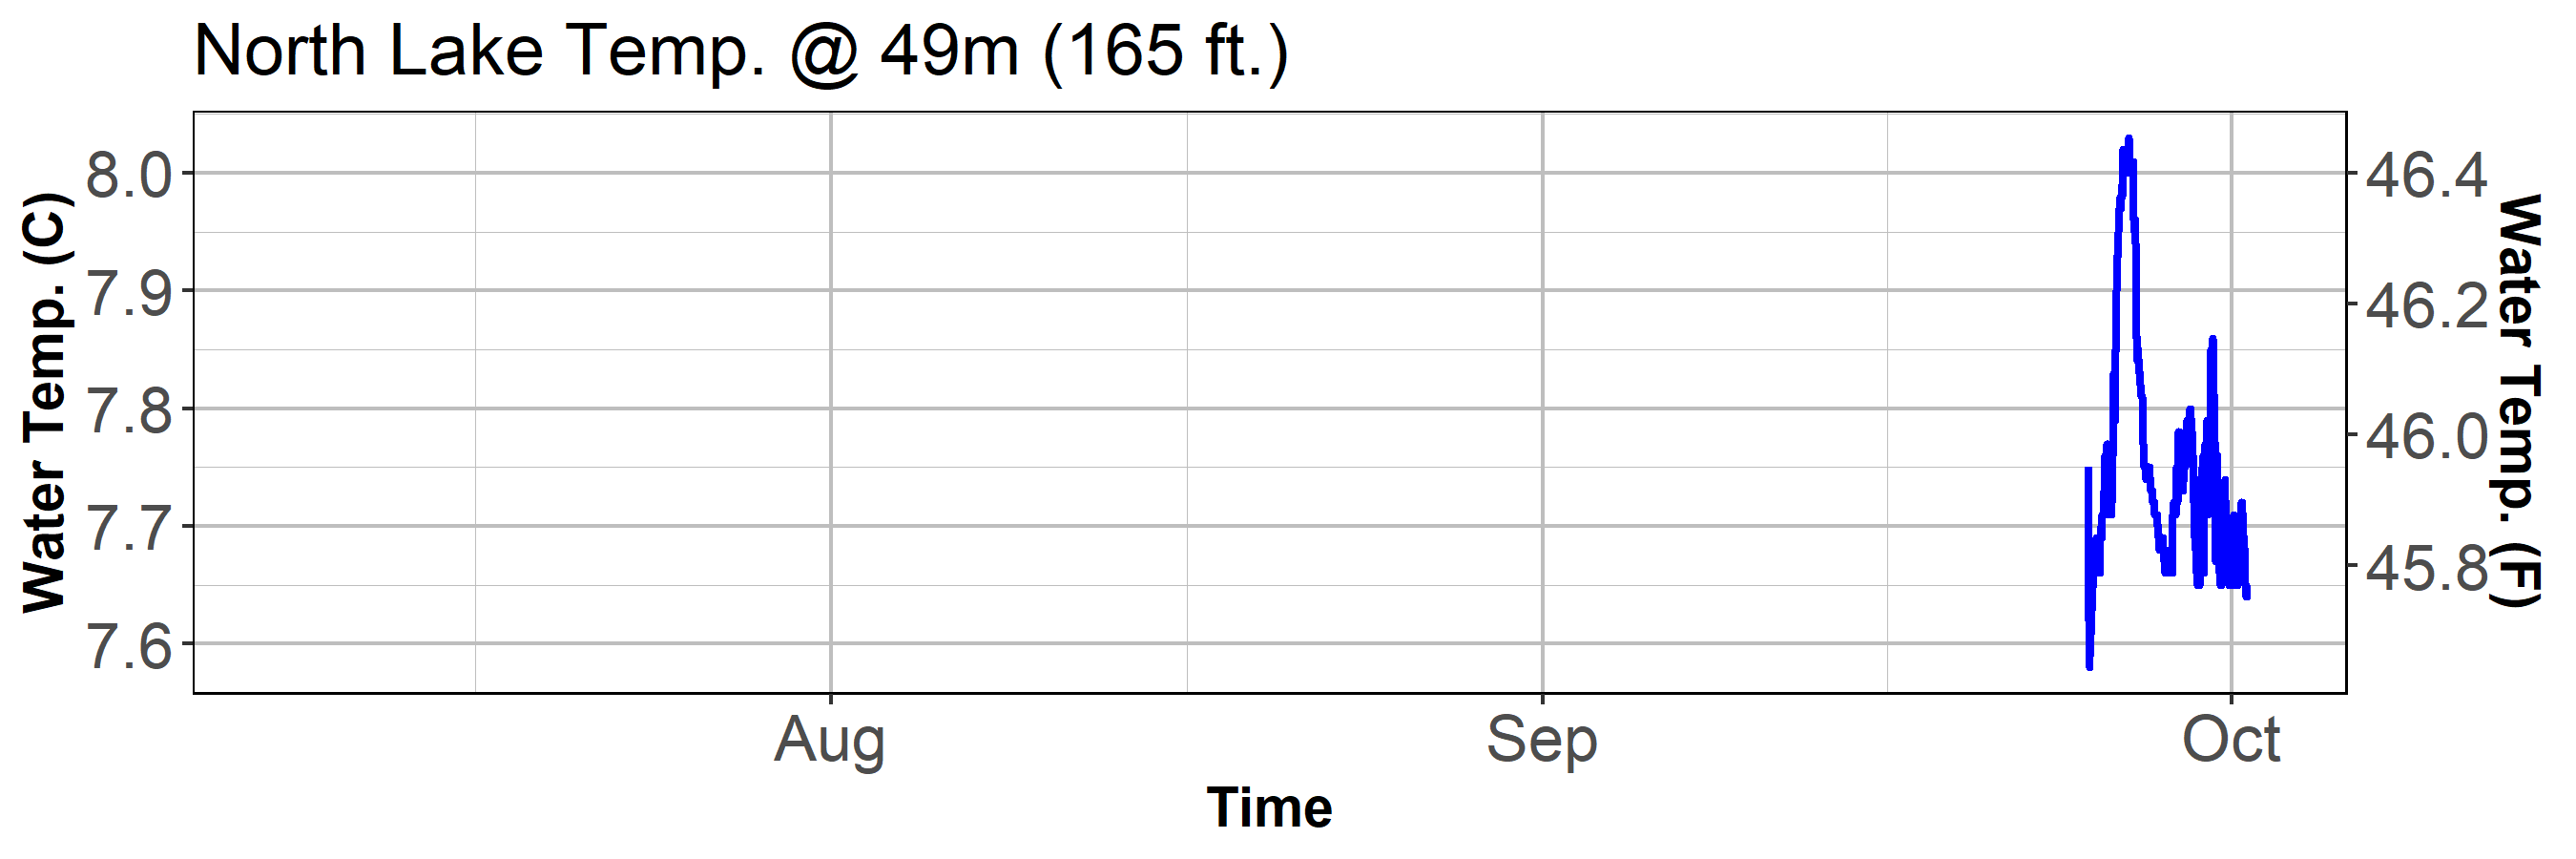 North Lake Temp. @ 49m (165 ft.)
Water Temp. (C)
8.0
7.9
7.8
7.7
7.6
46.4
46.2
46.0
45.8
Water Temp. (F)
Aug
Sep
Oct
Time